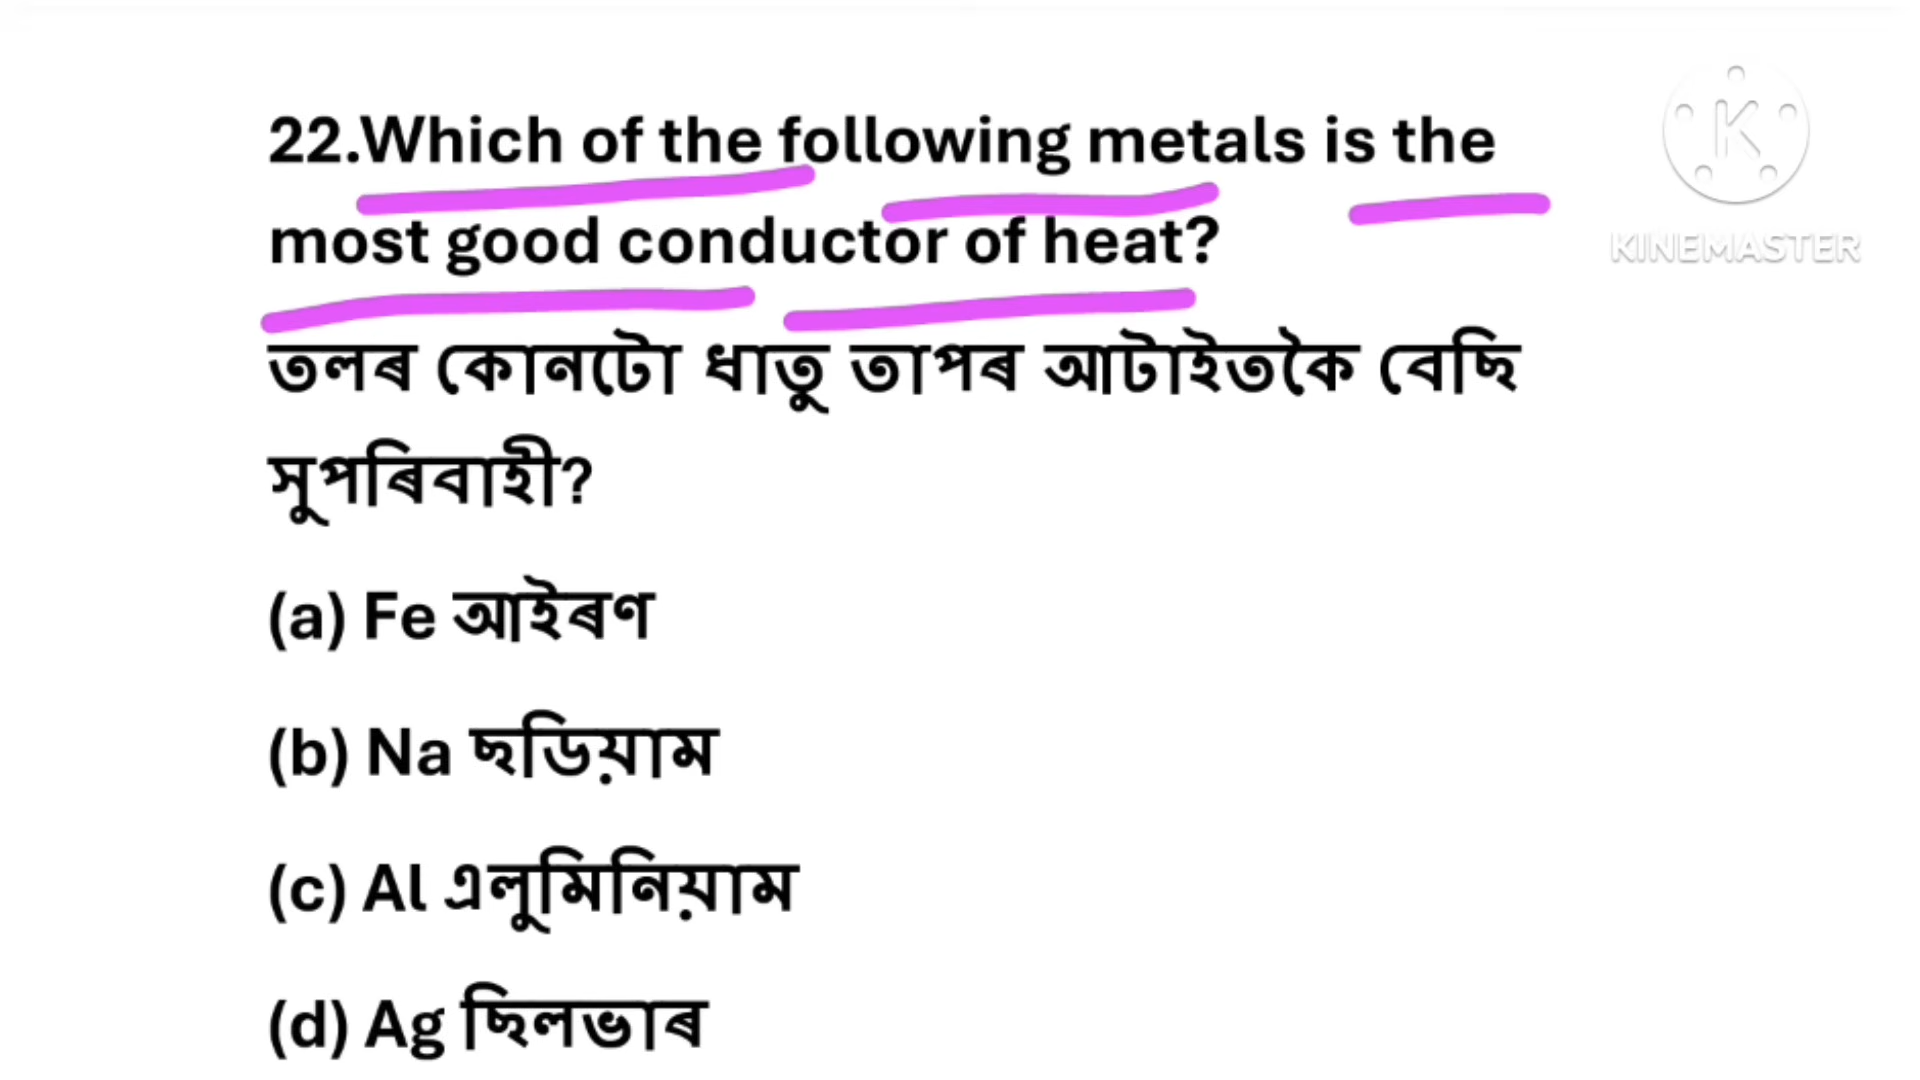 22.Which of the following metals is the
most good conductor of heat?
তলৰ কোনটো ধাতু তাপৰ আটাইতকৈ বেছি
সুপৰিবাহী?
(a) Fe আইৰণ
(b) Na ছডিয়াম
(c) Al এলুমিনিয়াম
(d) Ag ছিলভাৰ
K
KINEMASTER